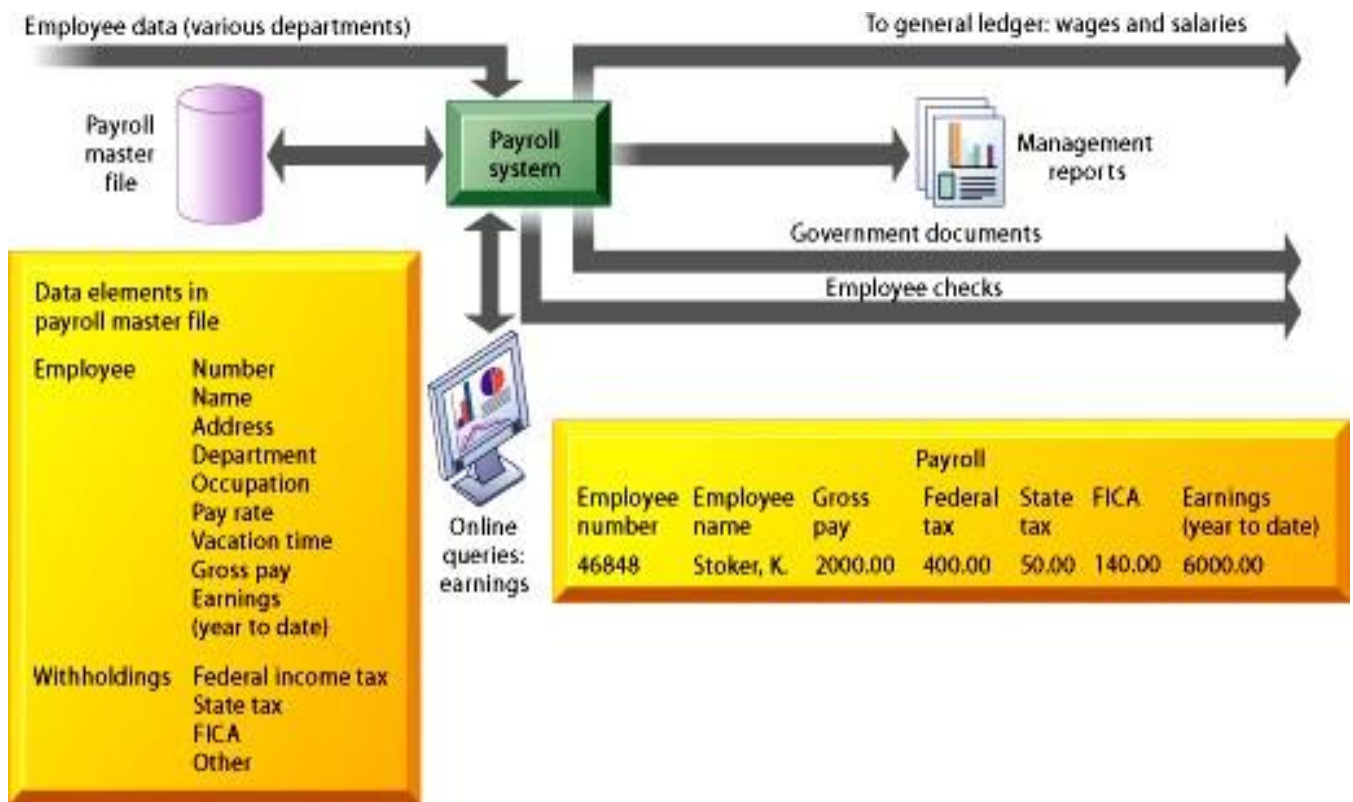 Employee data (various departments)
To general ledger: wages and salaries
Payroll
master
file
Payroll
system
Management
reports
Government documents
Employee checks
Data elements in
payroll master file
Employee Number
Name
Address
Department
Occupation
Pay rate
Vacation time
Gross pay
Earnings
(year to date)
Withholdings Federal income tax
State tax
FICA
Other
Online
queries:
earnings
Payroll
Employee Employee Gross Federal State FICA Earnings
number name pay tax tax (year to date)
46848 Stoker, K. 2000.00 400.00 50.00 140.00 6000.00